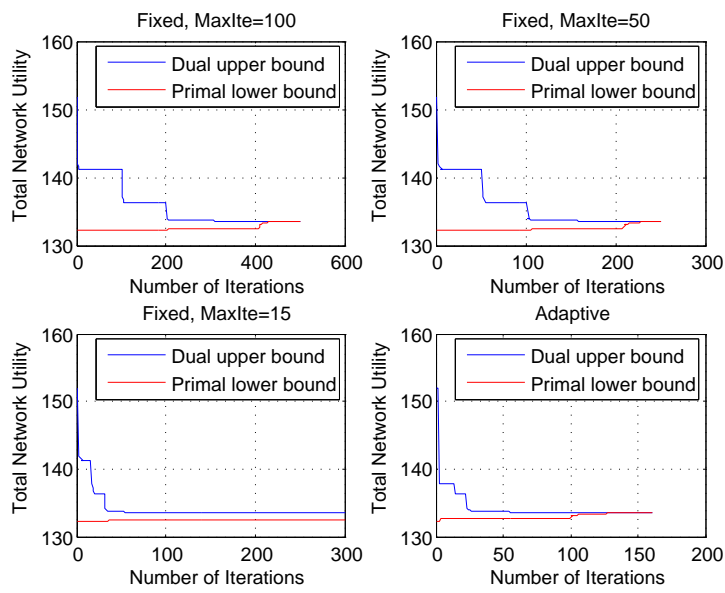 Fixed, MaxIte=100
160
150
140
130
0
200
400
600
Total Network Utility
Number of Iterations
Dual upper bound
Primal lower bound
Fixed, MaxIte=50
160
150
140
130
0
100
200
300
Total Network Utility
Number of Iterations
Dual upper bound
Primal lower bound
Fixed, MaxIte=15
160
150
140
130
0
100
200
300
Total Network Utility
Number of Iterations
Dual upper bound
Primal lower bound
Adaptive
160
150
140
130
0
50
100
150
200
Total Network Utility
Number of Iterations
Dual upper bound
Primal lower bound